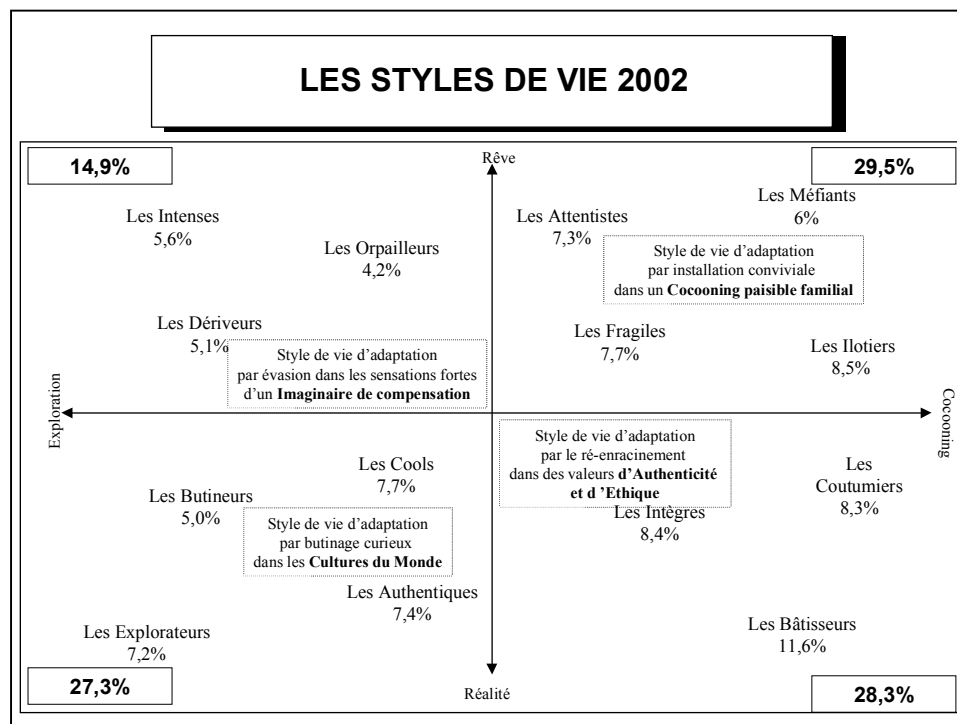 LES STYLES DE VIE 2002
14,9%
Rêve
29,5%
Les Méfiants
6%
Les Intenses
5,6%
Les Attentistes
7,3%
Les Orpailleurs
4,2%
Style de vie d’adaptation
par installation conviviale
dans un Cocooning paisible familial
Les Dériveurs
5,1%
Les Fragiles
7,7%
Les Ilotiers
8,5%
Style de vie d’adaptation
par évasion dans les sensations fortes
d’un Imaginaire de compensation
Exploration
Cocooning
Style de vie d’adaptation
par le ré-enracinement
dans des valeurs d’Authenticité
et d ’Ethique
Les Cools
7,7%
Les
Coutumiers
8,3%
Les Butineurs
5,0%
Les Intègres
8,4%
Style de vie d’adaptation
par butinage curieux
dans les Cultures du Monde
Les Authentiques
7,4%
Les Explorateurs
7,2%
Les Bâtisseurs
11,6%
27,3%
Réalité
28,3%